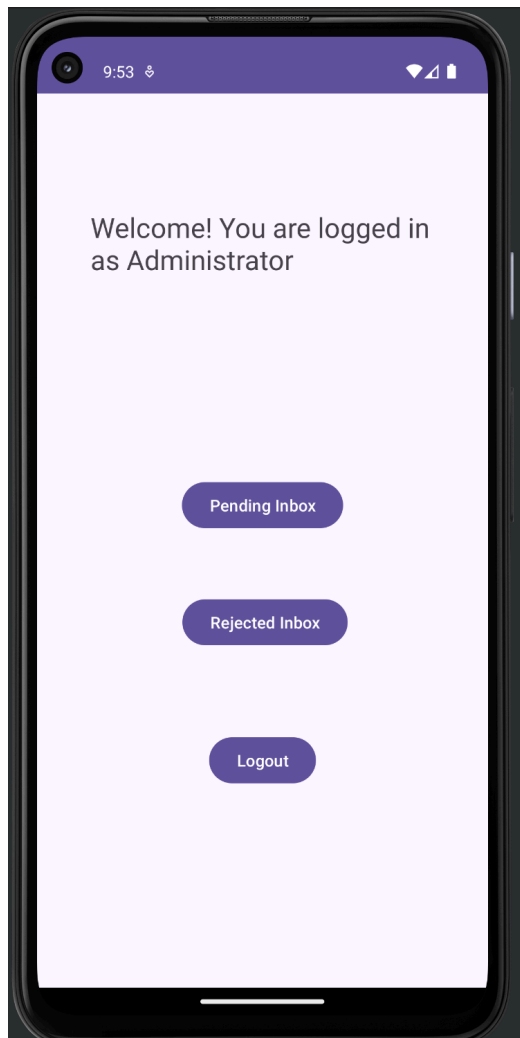 9:53
Welcome! You are logged in
as Administrator
Pending Inbox
Rejected Inbox
Logout